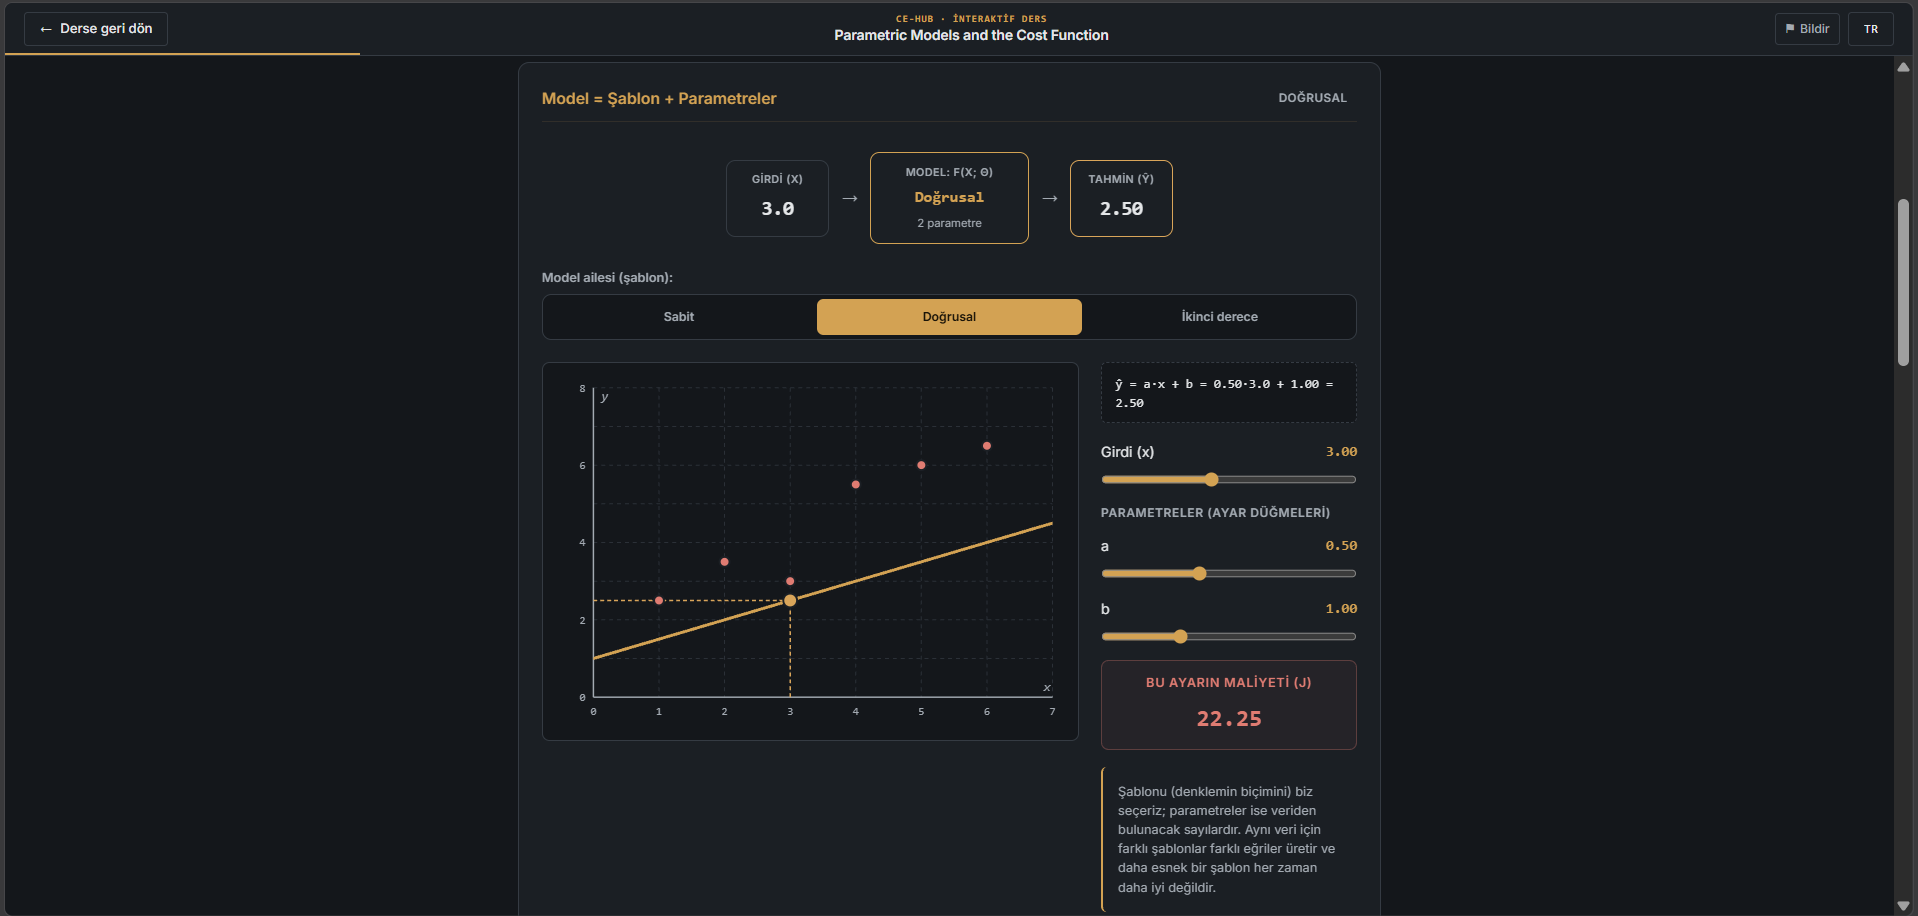 ← Derse geri dön
CE-HUB · İNTERAKTİF DERS
Parametric Models and the Cost Function
Bildir
TR
Model = Şablon + Parametreler
DOĞRUSAL
GİRDİ (X)
3.0
→
MODEL: F(X; Θ)
Doğrusal
2 parametre
→
TAHMİN (Ŷ)
2.50
Model ailesi (şablon):
Sabit
Doğrusal
İkinci derece
8
y
6
4
2
0
x
0 1 2 3 4 5 6 7
ŷ = a·x + b = 0.50·3.0 + 1.00 =
2.50
Girdi (x) 3.00
PARAMETRELER (AYAR DÜĞMELERİ)
a 0.50
b 1.00
BU AYARIN MALİYETİ (J)
22.25
Şablonu (denklemin biçimini) biz
seçeriz; parametreler ise veriden
bulunacak sayılardır. Aynı veri için
farklı şablonlar farklı eğriler üretir ve
daha esnek bir şablon her zaman
daha iyi değildir.